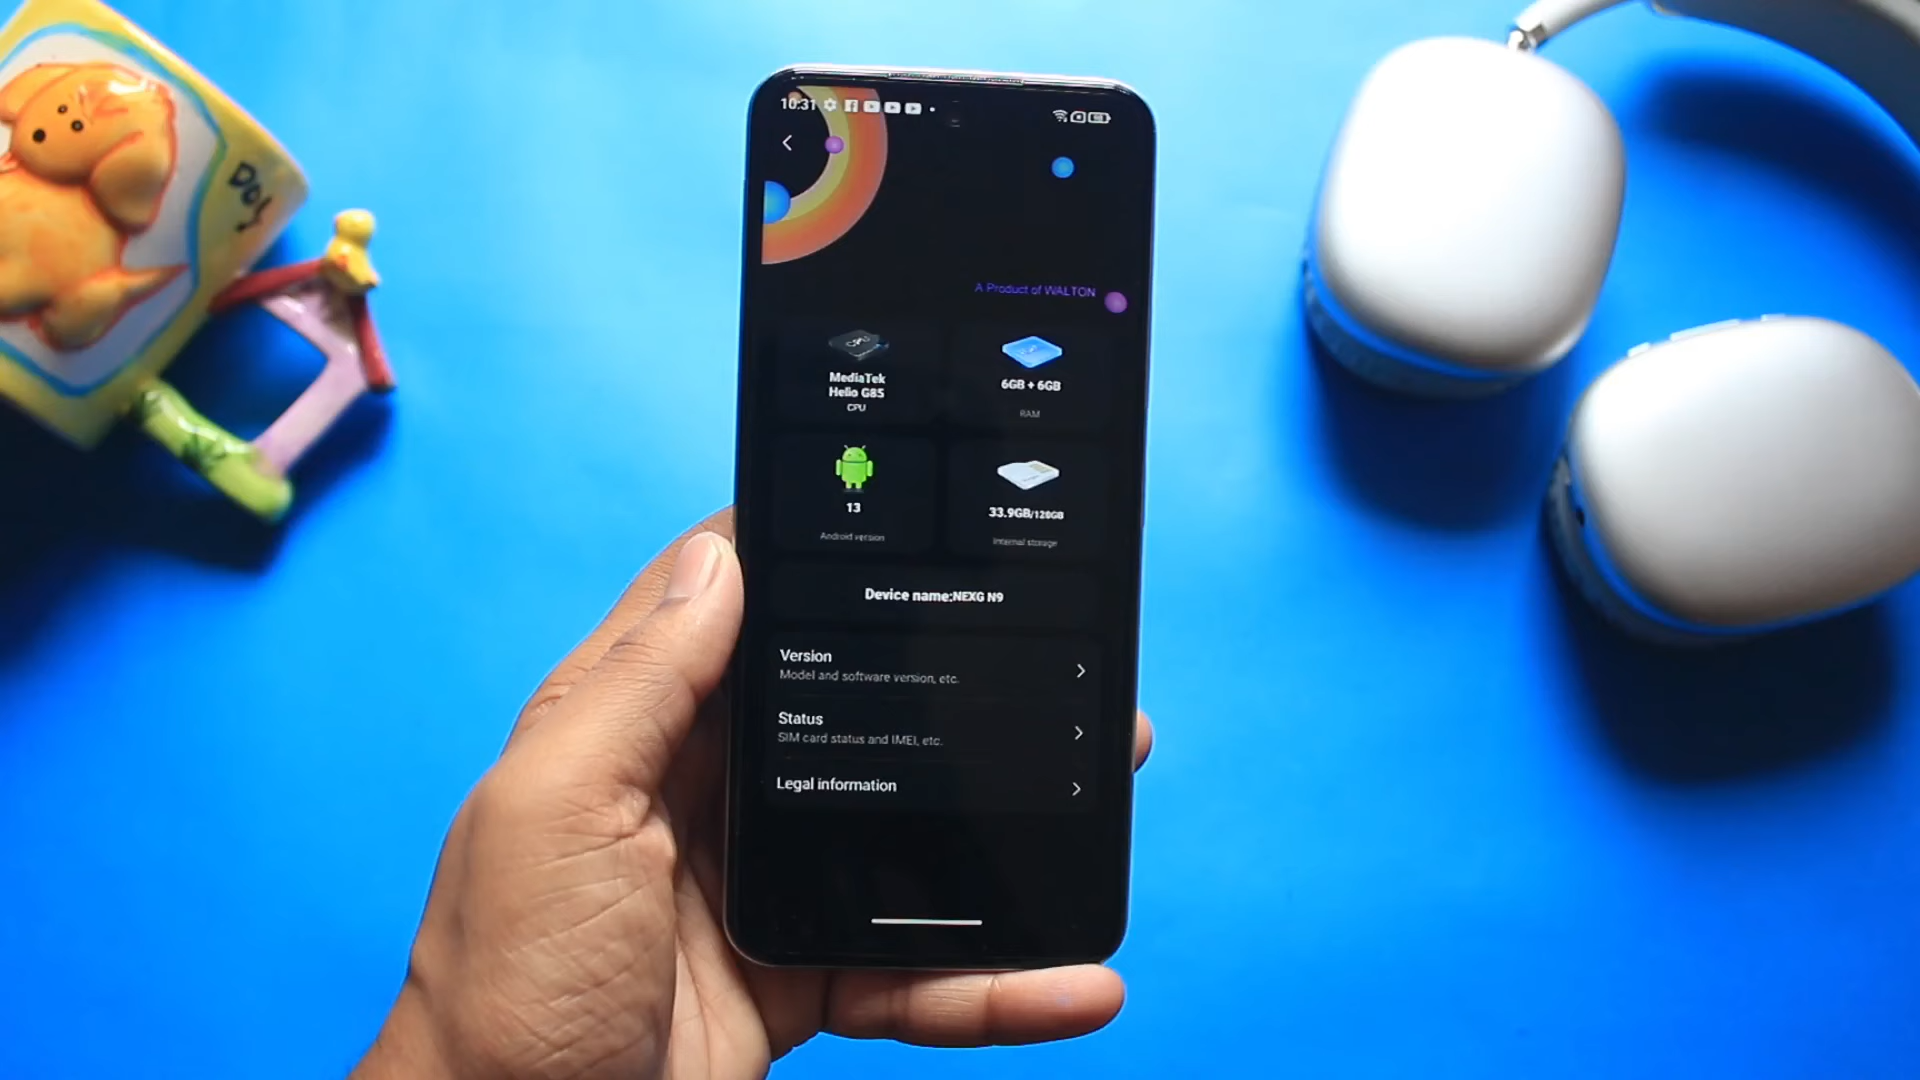 DOG
10:31
A Product of WALTON
CPU
MediaTek
Helio G85
CPU
6GB + 6GB
RAM
13
Android version
33.9GB/128GB
Internal storage
Device name:NEXG N9
Version
Model and software version, etc.
Status
SIM card status and IMEI, etc.
Legal information